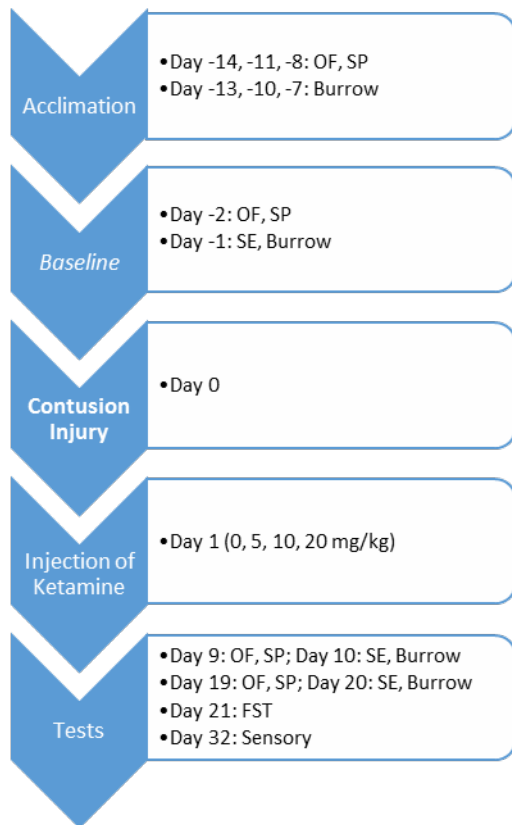 Acclimation
•Day -14, -11, -8: OF, SP
•Day -13, -10, -7: Burrow
Baseline
•Day -2: OF, SP
•Day -1: SE, Burrow
Contusion
Injury
•Day 0
Injection of
Ketamine
•Day 1 (0, 5, 10, 20 mg/kg)
Tests
•Day 9: OF, SP; Day 10: SE, Burrow
•Day 19: OF, SP; Day 20: SE, Burrow
•Day 21: FST
•Day 32: Sensory